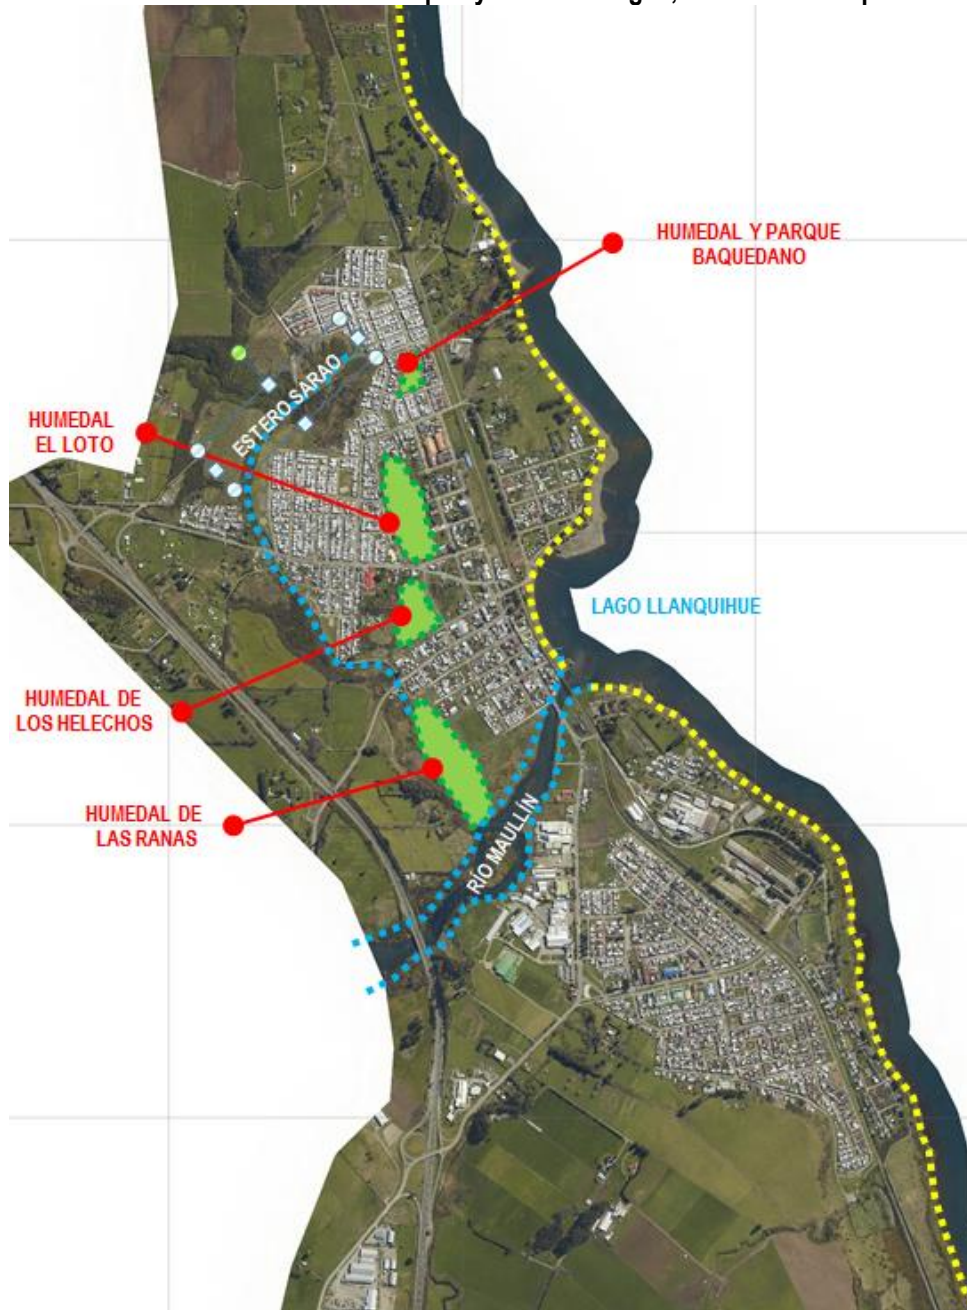 HUMEDAL Y PARQUE
BAQUEDANO
ESTERO SARAO
HUMEDAL
EL LOTO
LAGO LLANQUIHUE
HUMEDAL DE
LOS HELECHOS
HUMEDAL DE
LAS RANAS
RÍO MAULLÍN